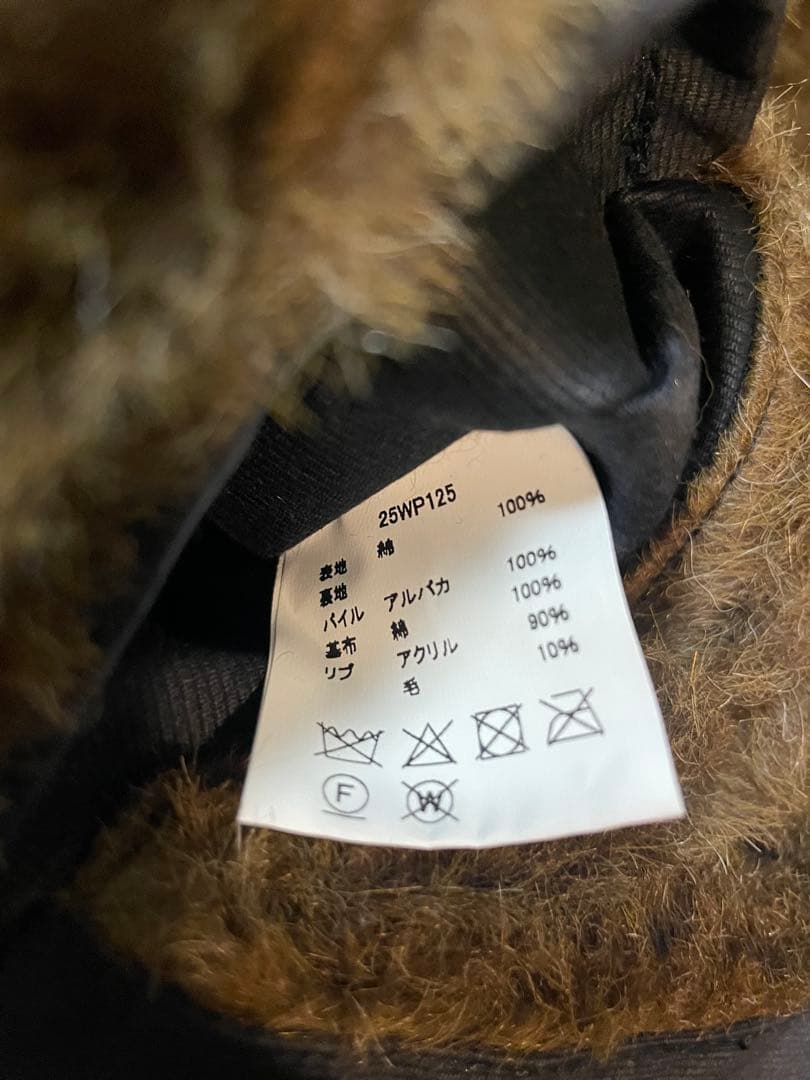 25WP125
表地 綿 100%
裏地
パイル アルパカ 100%
基布 綿 100%
リブ アクリル 90%
毛 10%
F
W